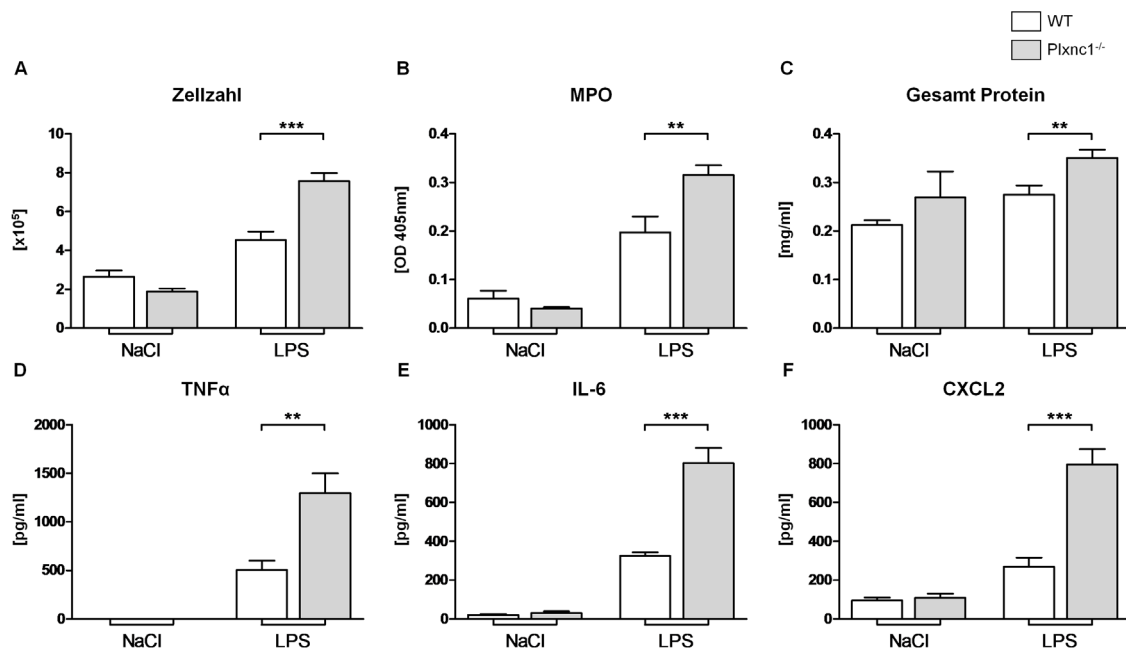 WT
Plxnc1-/-
A
Zellzahl
[x10⁵]
10
8
6
4
2
0
***
NaCl
LPS
B
MPO
[OD 405nm]
0.4
0.3
0.2
0.1
0.0
**
NaCl
LPS
C
Gesamt Protein
[mg/ml]
0.4
0.3
0.2
0.1
0.0
**
NaCl
LPS
D
TNFα
[pg/ml]
2000
1500
1000
500
0
**
NaCl
LPS
E
IL-6
[pg/ml]
1000
800
600
400
200
0
***
NaCl
LPS
F
CXCL2
[pg/ml]
1000
800
600
400
200
0
***
NaCl
LPS